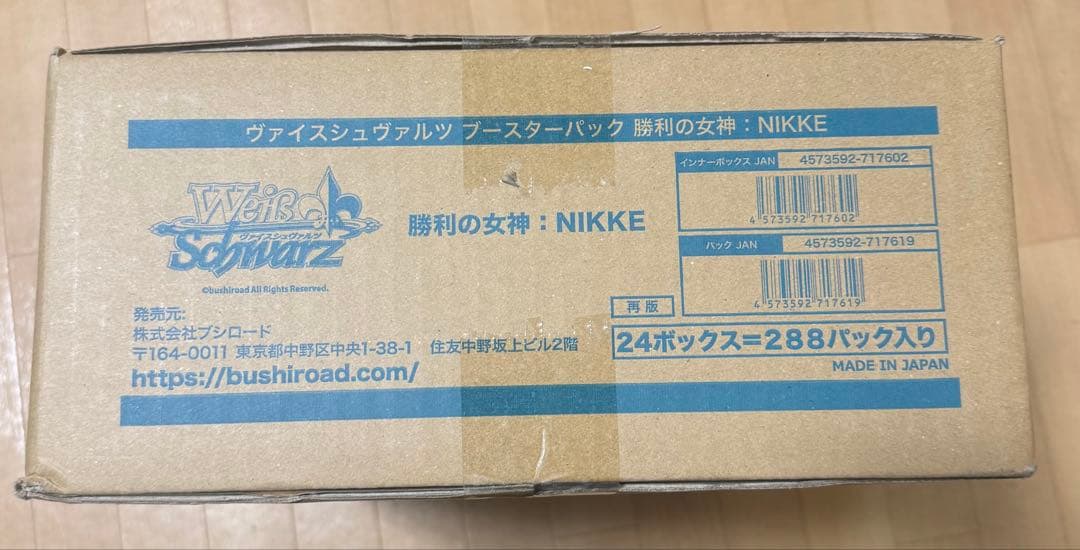 ヴァイスシュヴァルツ ブースターパック 勝利の女神：NIKKE
Weiß
ヴァイスシュヴァルツ
Schwarz
©bushiroad All Rights Reserved.
勝利の女神：NIKKE
インナーボックス JAN 4573592-717602
4 573592 717602
パック JAN 4573592-717619
4 573592 717619
再版
24ボックス=288パック入り
MADE IN JAPAN
発売元:
株式会社ブシロード
〒164-0011 東京都中野区中央1-38-1 住友中野坂上ビル2階
https://bushiroad.com/